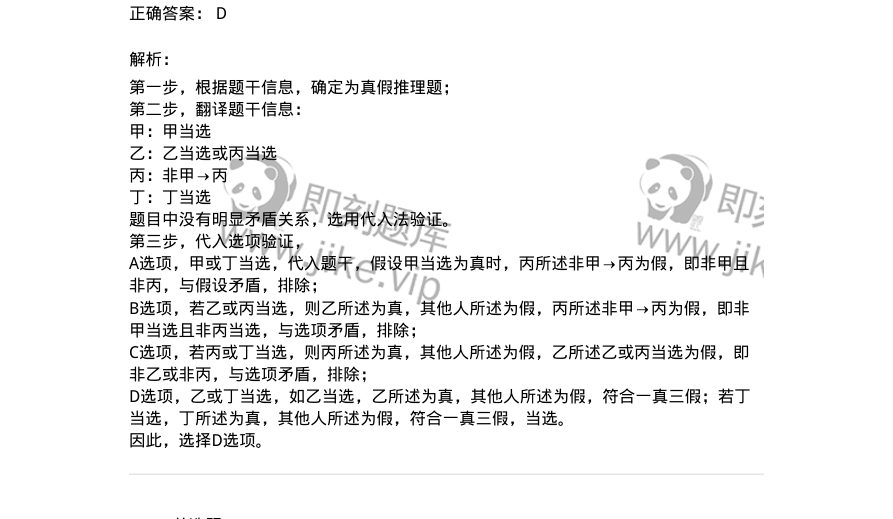 正确答案： D
解析：
第一步，根据题干信息，确定为真假推理题；
第二步，翻译题干信息：
甲：甲当选
乙：乙当选或丙当选
丙：非甲→丙
丁：丁当选
题目中没有明显矛盾关系，选用代入法验证。
第三步，代入选项验证，
A选项，甲或丁当选，代入题干，假设甲当选为真时，丙所述非甲→丙为假，即非甲且
非丙，与假设矛盾，排除；
B选项，若乙或丙当选，则乙所述为真，其他人所述为假，丙所述非甲→丙为假，即非
甲当选且非丙当选，与选项矛盾，排除；
C选项，若丙或丁当选，则丙所述为真，其他人所述为假，乙所述乙或丙当选为假，即
非乙或非丙，与选项矛盾，排除；
D选项，乙或丁当选，如乙当选，乙所述为真，其他人所述为假，符合一真三假；若丁
当选，丁所述为真，其他人所述为假，符合一真三假，当选。
因此，选择D选项。
即刻题库
www.jike.vip
即刻
www.jik